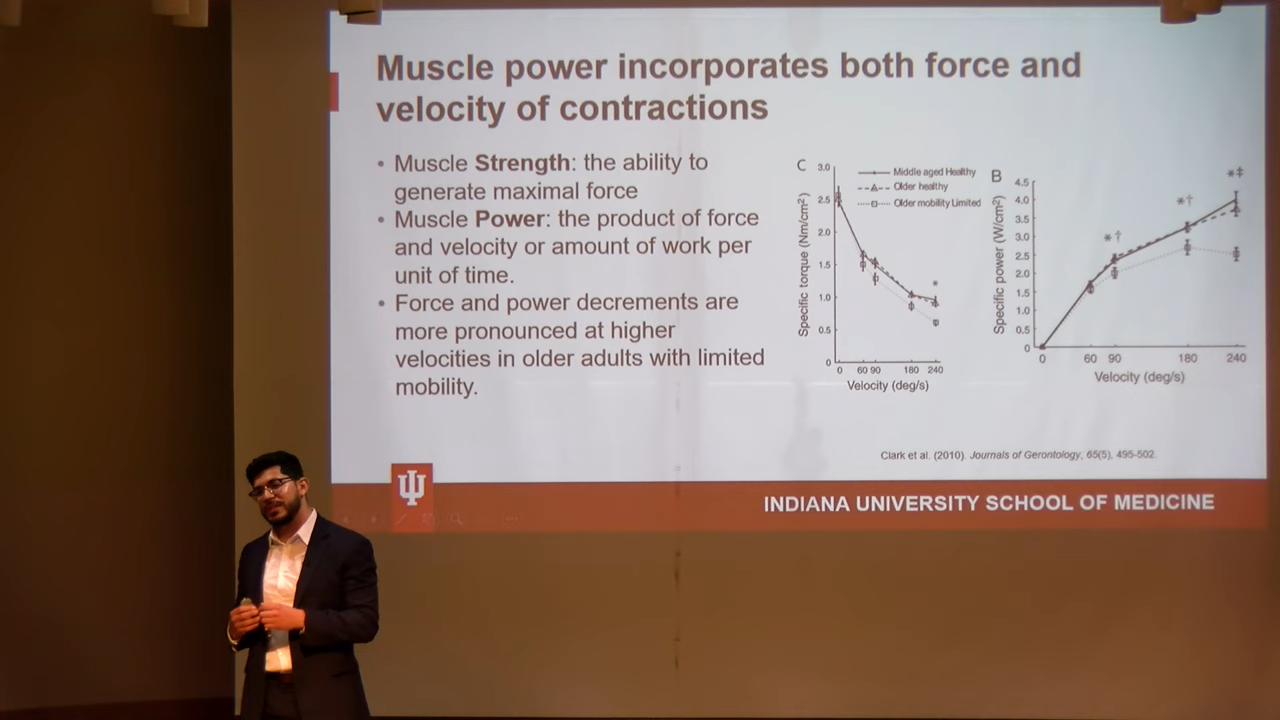 Muscle power incorporates both force and
velocity of contractions
• Muscle Strength: the ability to
generate maximal force
• Muscle Power: the product of force
and velocity or amount of work per
unit of time.
• Force and power decrements are
more pronounced at higher
velocities in older adults with limited
mobility.
C
3.0
2.5
2.0
1.5
1.0
0.5
0
Specific torque (Nm/cm²)
Middle aged Healthy
Older healthy
Older mobility Limited
*
0 60 90 180 240
Velocity (deg/s)
B
4.5
4.0
3.5
3.0
2.5
2.0
1.5
1.0
0.5
0
Specific power (W/cm²)
*†
*†
*‡
0 60 90 180 240
Velocity (deg/s)
Clark et al. (2010). Journals of Gerontology, 65(5), 495-502.
INDIANA UNIVERSITY SCHOOL OF MEDICINE